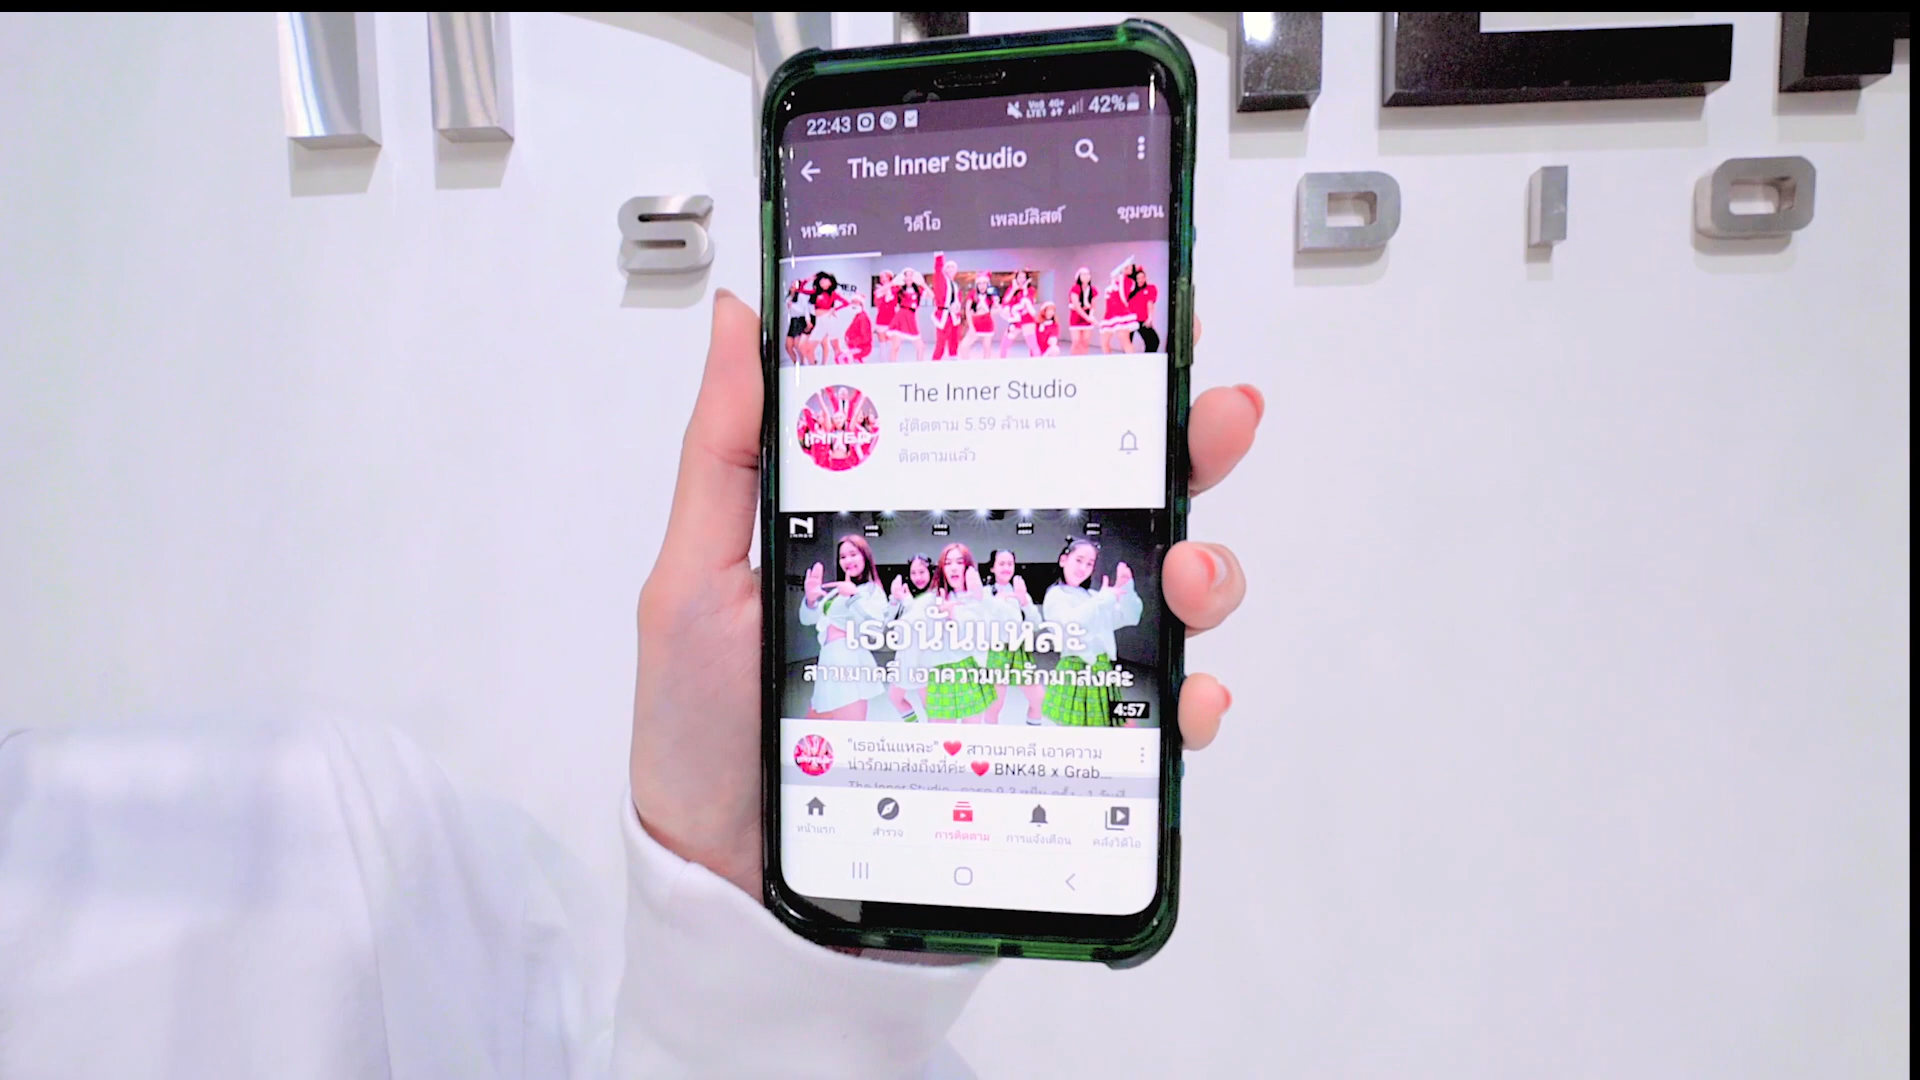 S DIO
22:43 42%
The Inner Studio
หน้าแรก วิดีโอ เพลย์ลิสต์ ชุมชน
The Inner Studio
ผู้ติดตาม 5.59 ล้าน คน
ติดตามแล้ว
INNER
เธอนั่นแหละ
สาวเมาคลี เอาความน่ารักมาส่งค่ะ
4:57
"เธอนั่นแหละ" ❤️ สาวเมาคลี เอาความ
น่ารักมาส่งถึงที่ค่ะ ❤️ BNK48 x Grab...
หน้าแรก สำรวจ การติดตาม การแจ้งเตือน คลังวิดีโอ